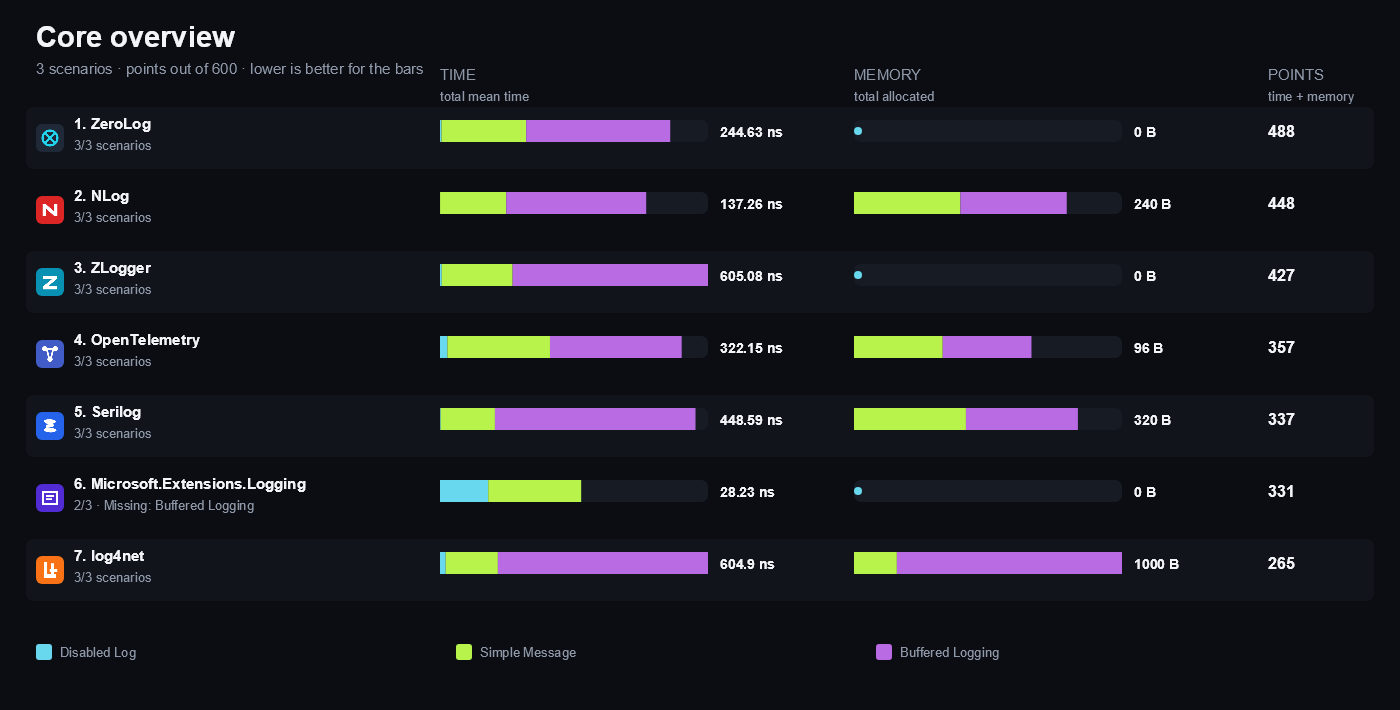 Core overview
3 scenarios · points out of 600 · lower is better for the bars
TIME
total mean time
MEMORY
total allocated
POINTS
time + memory
1. ZeroLog
3/3 scenarios
244.63 ns
0 B
488
2. NLog
3/3 scenarios
137.26 ns
240 B
448
3. ZLogger
3/3 scenarios
605.08 ns
0 B
427
4. OpenTelemetry
3/3 scenarios
322.15 ns
96 B
357
5. Serilog
3/3 scenarios
448.59 ns
320 B
337
6. Microsoft.Extensions.Logging
2/3 · Missing: Buffered Logging
28.23 ns
0 B
331
7. log4net
3/3 scenarios
604.9 ns
1000 B
265
Disabled Log
Simple Message
Buffered Logging